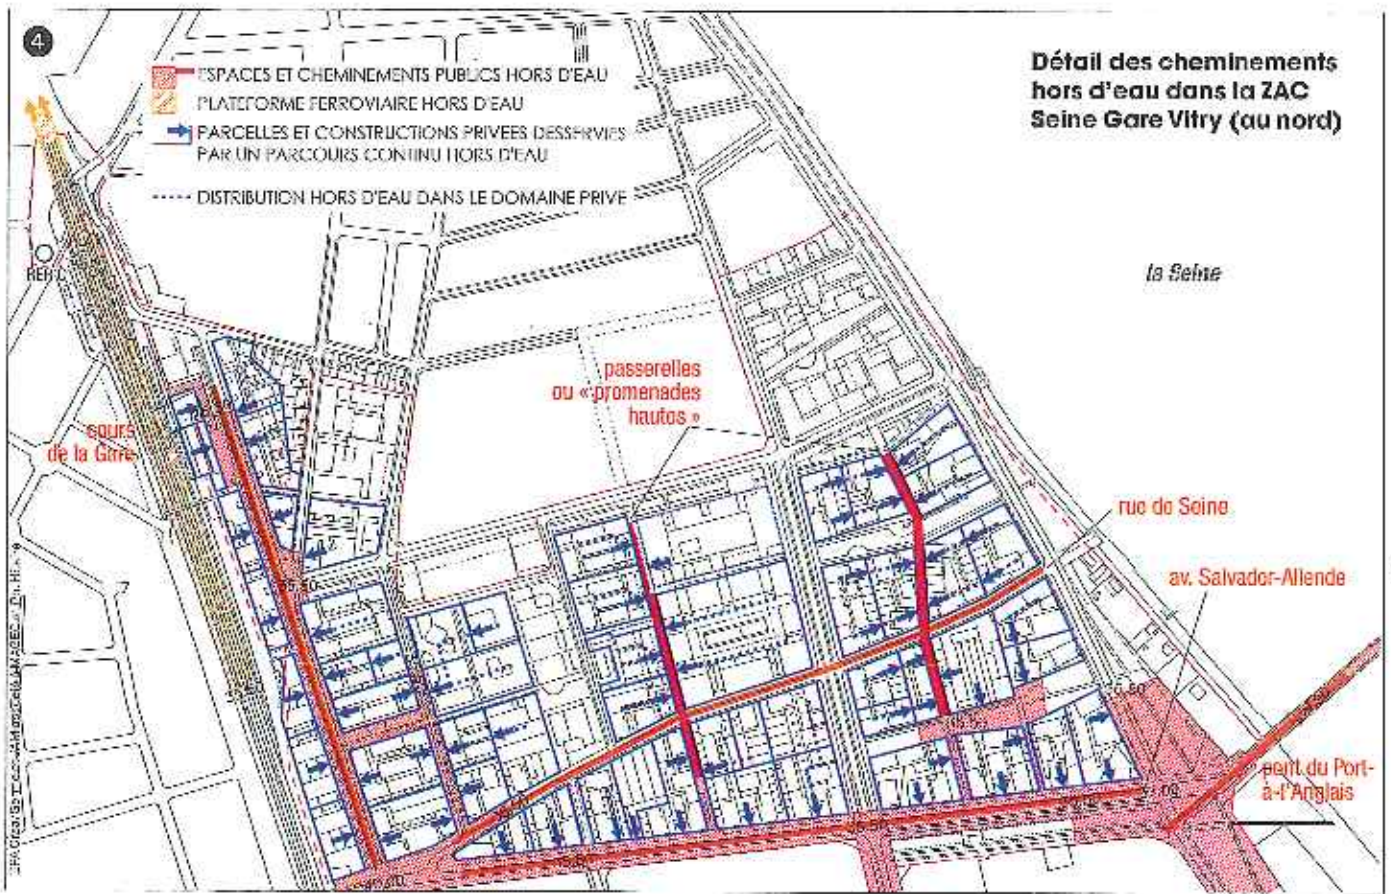 4
ESPACES ET CHEMINEMENTS PUBLICS HORS D'EAU
PLATEFORME FERROVIAIRE HORS D'EAU
PARCELLES ET CONSTRUCTIONS PRIVEES DESSERVIES
PAR UN PARCOURS CONTINU HORS D'EAU
DISTRIBUTION HORS D'EAU DANS LE DOMAINE PRIVE
Détail des cheminements
hors d'eau dans la ZAC
Seine Gare Vitry (au nord)
la Seine
RER
passerelles
ou « promenades
hautes »
cours
de la Gare
rue de Seine
av. Salvador-Allende
pont du Port-
à-l'Anglais